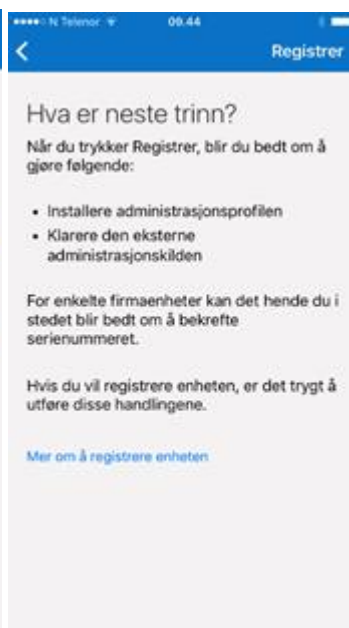 N Telenor
09.44
Registrer
Hva er neste trinn?
Når du trykker Registrer, blir du bedt om å
gjøre følgende:
• Installere administrasjonsprofilen
• Klarere den eksterne
administrasjonskilden
For enkelte firmaenheter kan det hende du i
stedet blir bedt om å bekrefte
serienummeret.
Hvis du vil registrere enheten, er det trygt å
utføre disse handlingene.
Mer om å registrere enheten